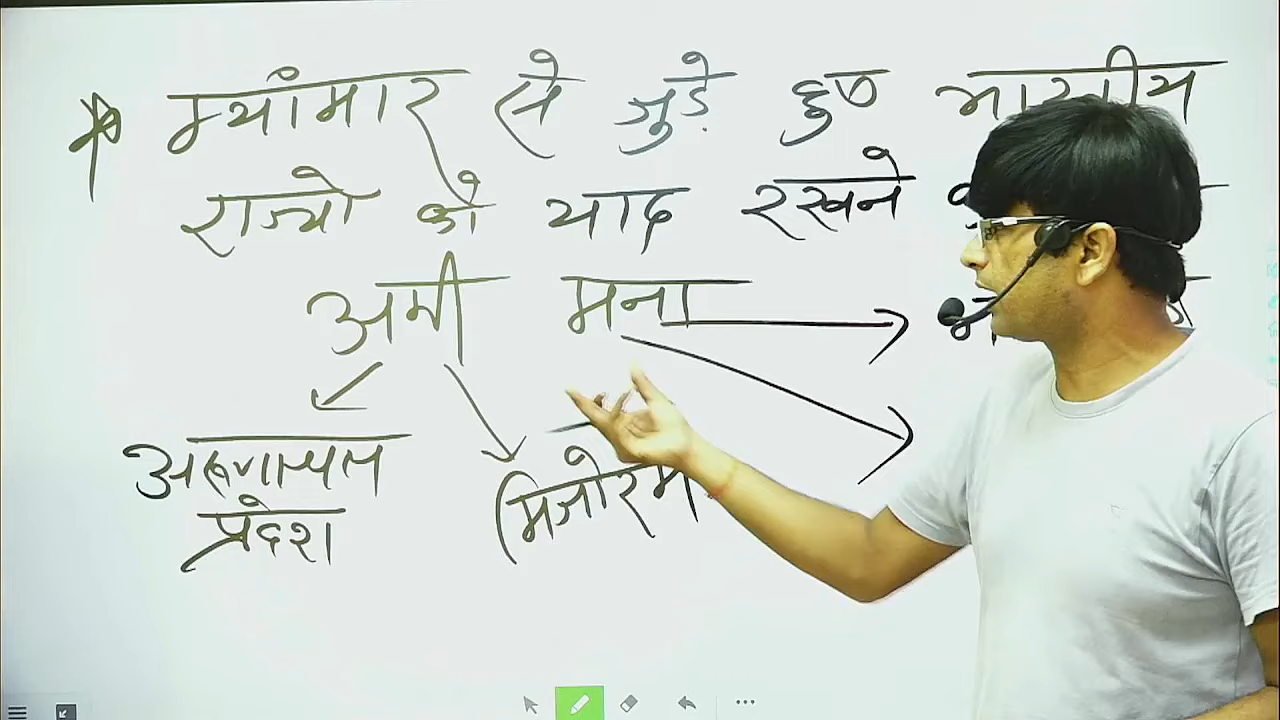 * म्यांमार से जुड़े हुए भारतीय
राज्यो को याद रखने
अमी मना
अरूणाचल मिजोरम
प्रदेश